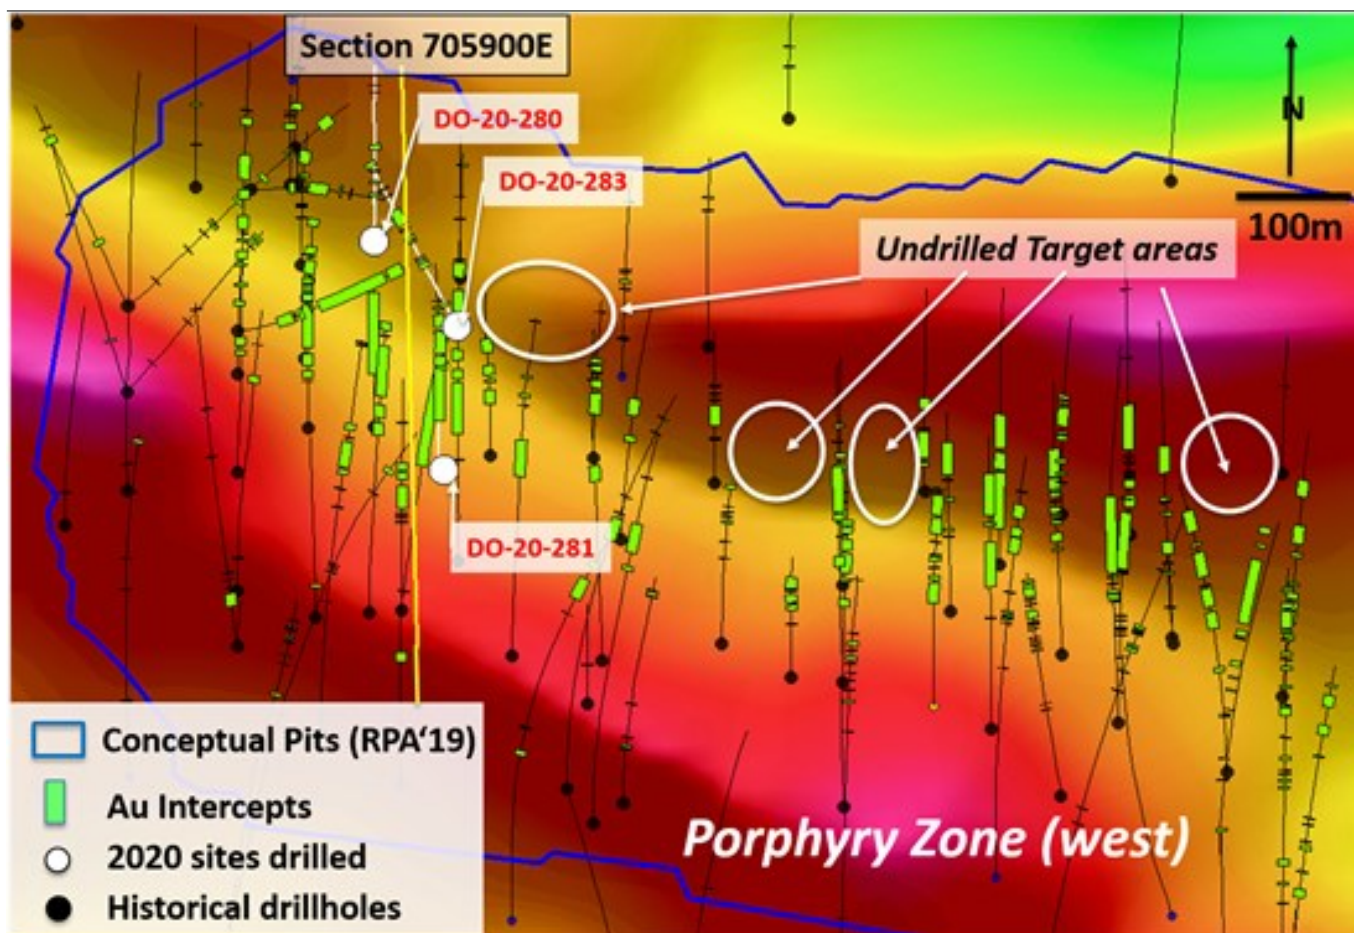 Section 705900E
DO-20-280
N
DO-20-283
100m
Undrilled Target areas
DO-20-281
Conceptual Pits (RPA‘19)
Au Intercepts
Porphyry Zone (west)
2020 sites drilled
Historical drillholes